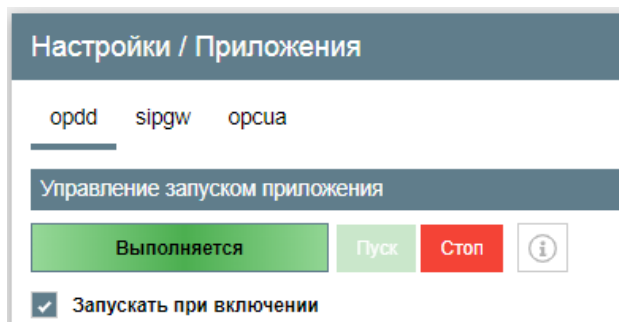 Настройки / Приложения
opdd sipgw opcua
Управление запуском приложения
Выполняется Пуск Стоп
Запускать при включении